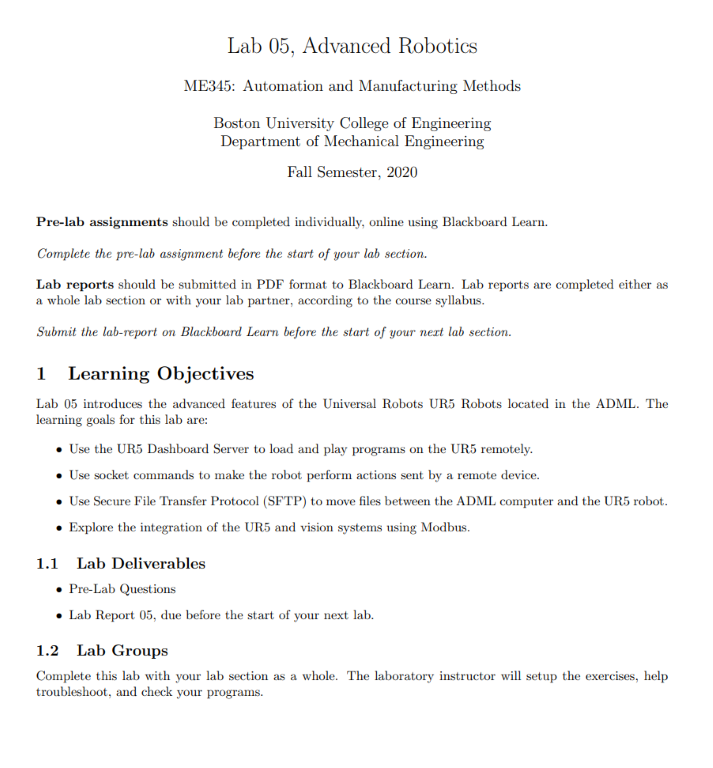 Lab 05, Advanced Robotics
ME345: Automation and Manufacturing Methods
Boston University College of Engineering
Department of Mechanical Engineering
Fall Semester, 2020
Pre-lab assignments should be completed individually, online using Blackboard Learn.
Complete the pre-lab assignment before the start of your lab section.
Lab reports should be submitted in PDF format to Blackboard Learn. Lab reports are completed either as
a whole lab section or with your lab partner, according to the course syllabus.
Submit the lab-report on Blackboard Learn before the start of your next lab section.
1 Learning Objectives
Lab 05 introduces the advanced features of the Universal Robots UR5 Robots located in the ADML. The
learning goals for this lab are:
• Use the UR5 Dashboard Server to load and play programs on the UR5 remotely.
• Use socket commands to make the robot perform actions sent by a remote device.
• Use Secure File Transfer Protocol (SFTP) to move files between the ADML computer and the UR5 robot.
• Explore the integration of the UR5 and vision systems using Modbus.
1.1 Lab Deliverables
• Pre-Lab Questions
• Lab Report 05, due before the start of your next lab.
1.2 Lab Groups
Complete this lab with your lab section as a whole. The laboratory instructor will setup the exercises, help
troubleshoot, and check your programs.